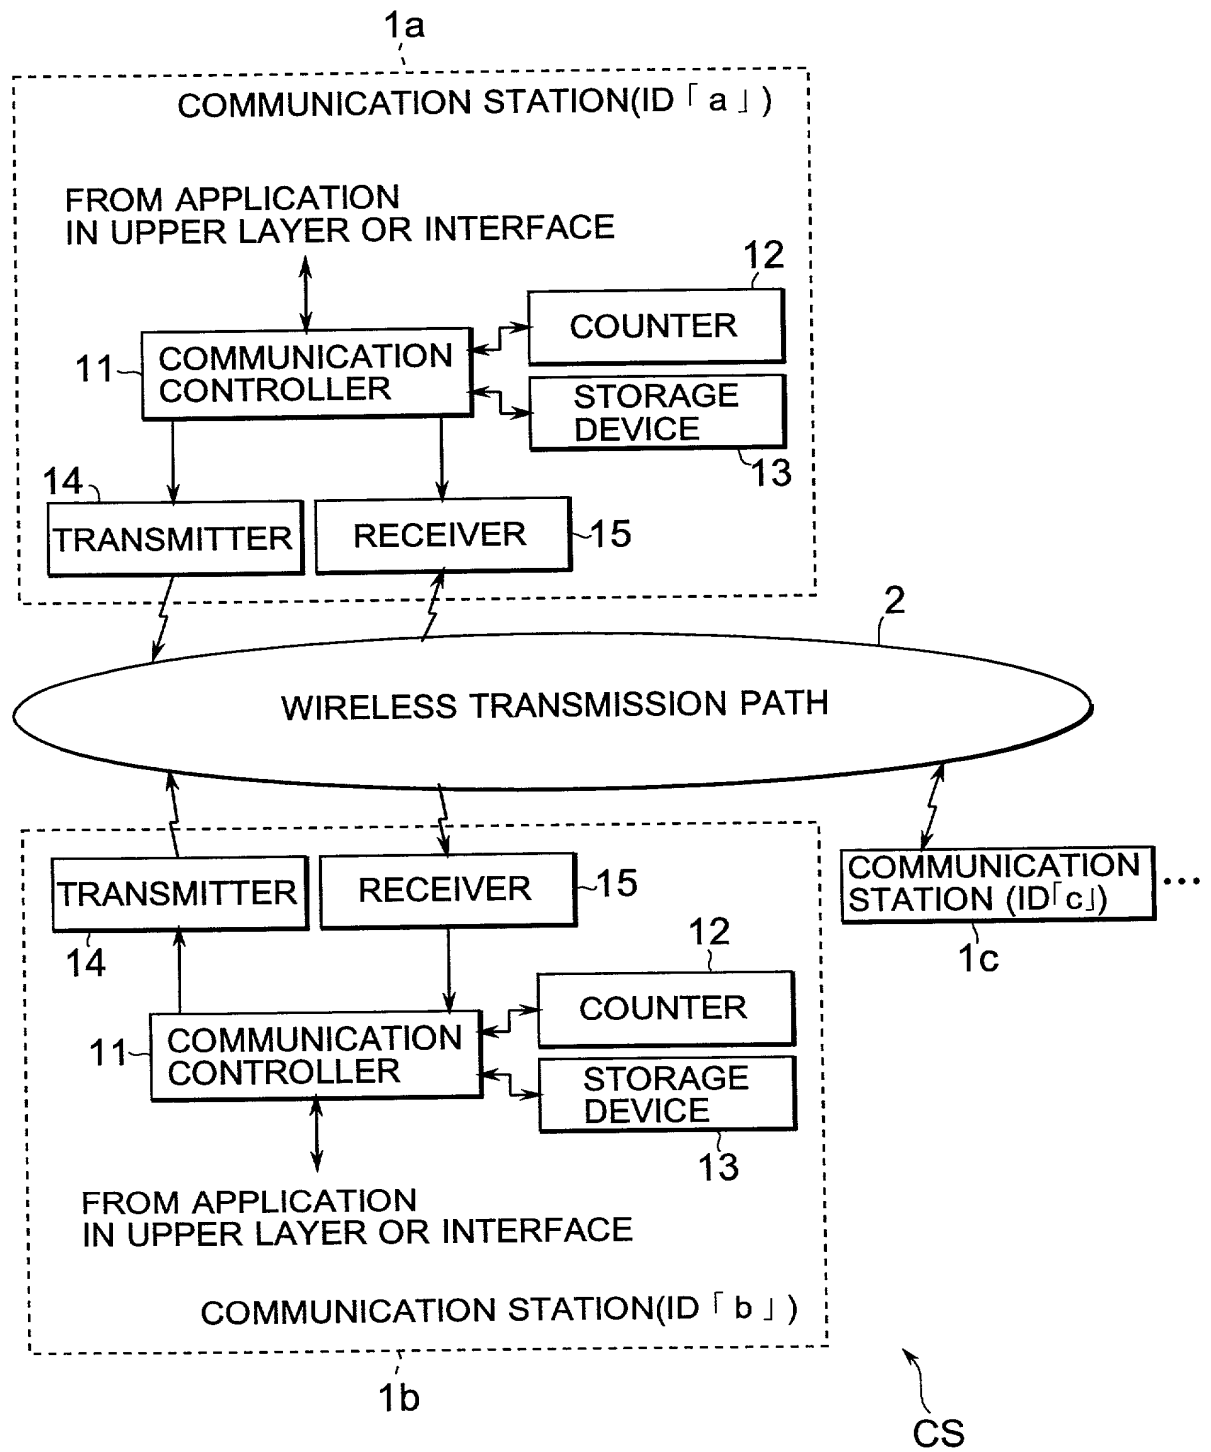 1a
COMMUNICATION STATION(ID「a」)
FROM APPLICATION
IN UPPER LAYER OR INTERFACE
12
COUNTER
11
COMMUNICATION
CONTROLLER
STORAGE
DEVICE
13
14
TRANSMITTER
RECEIVER
15
2
WIRELESS TRANSMISSION PATH
TRANSMITTER
14
RECEIVER
15
COMMUNICATION
STATION (ID「c」)
...
1c
12
COUNTER
11
COMMUNICATION
CONTROLLER
STORAGE
DEVICE
13
FROM APPLICATION
IN UPPER LAYER OR INTERFACE
COMMUNICATION STATION(ID「b」)
1b
CS